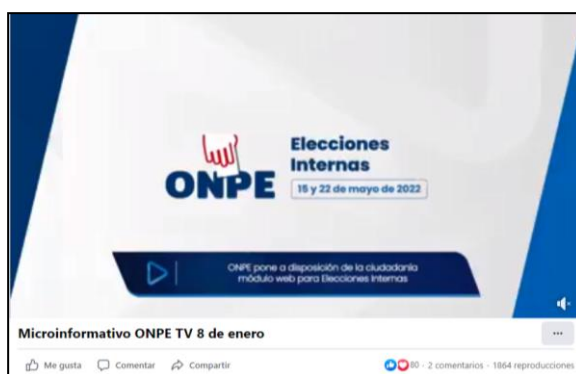 ONPE
Elecciones
Internas
15 y 22 de mayo de 2022
ONPE pone a disposición de la ciudadanía
módulo web para Elecciones Internas
Microinformativo ONPE TV 8 de enero
Me gusta Comentar Compartir 80 · 2 comentarios · 1864 reproducciones